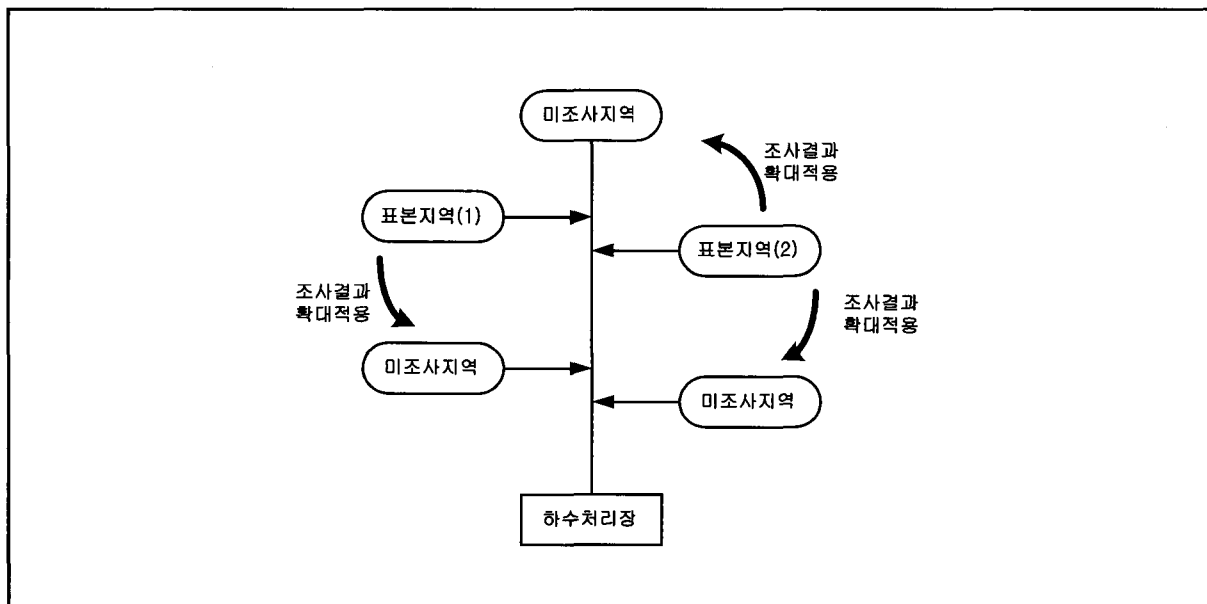 미조사지역
조사결과
확대적용
표본지역(1)
표본지역(2)
조사결과
확대적용
조사결과
확대적용
미조사지역
미조사지역
하수처리장